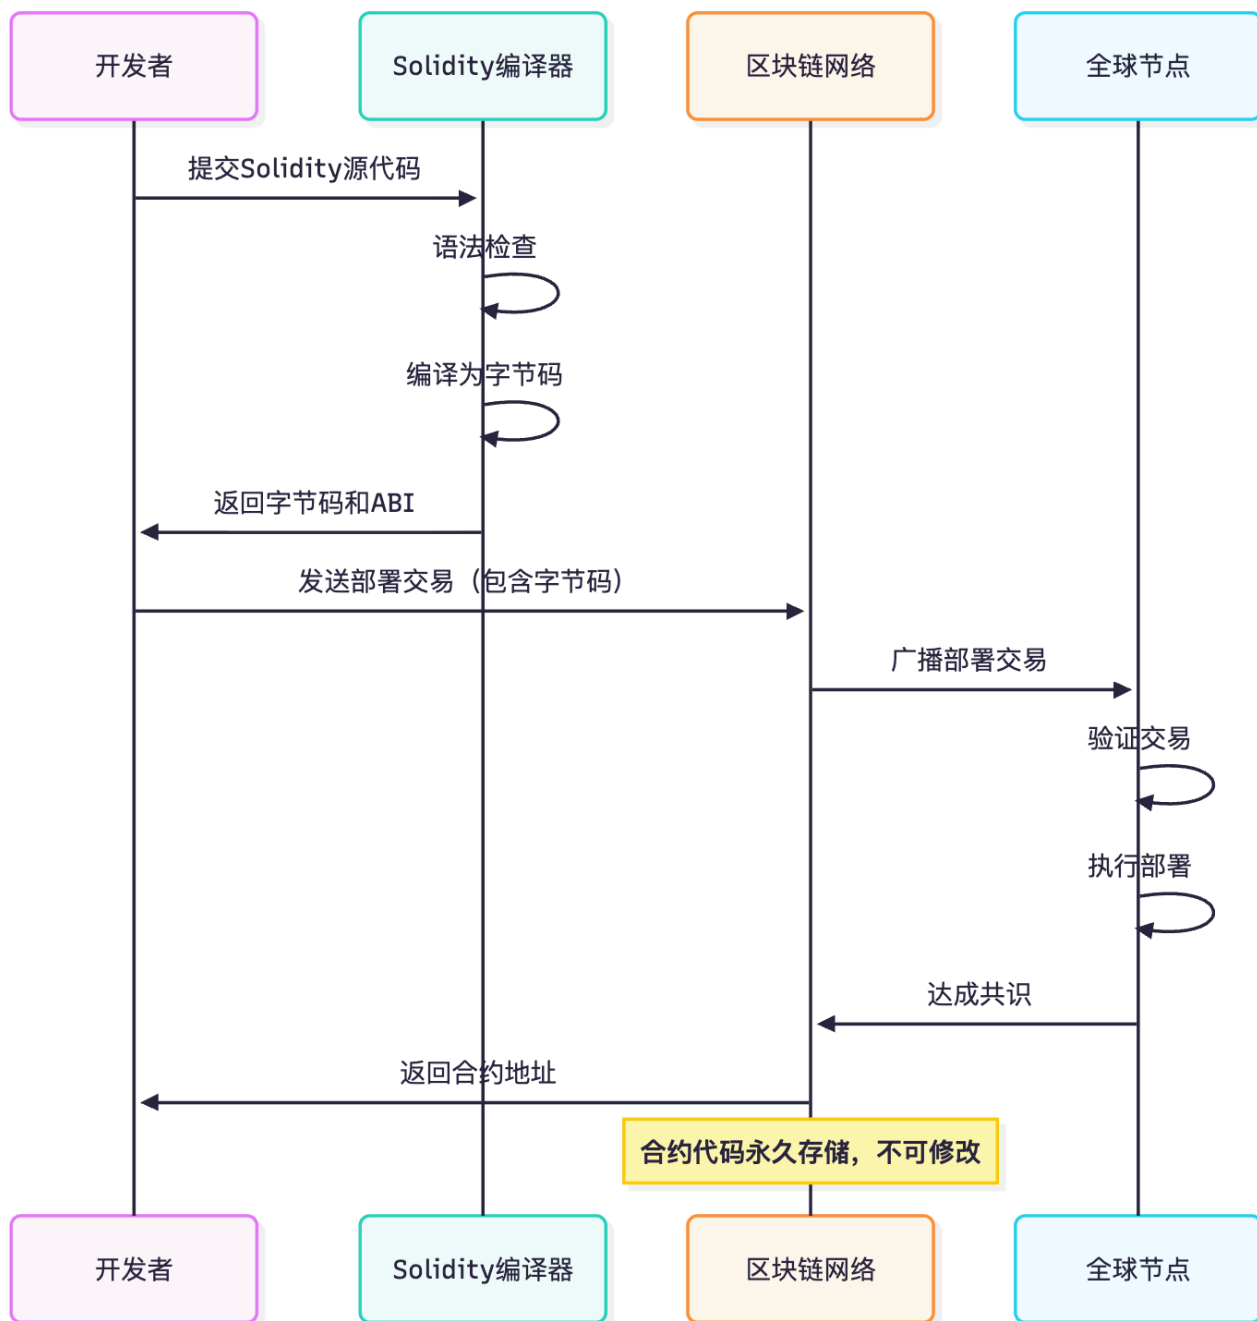 开发者
Solidity编译器
区块链网络
全球节点
提交Solidity源代码
语法检查
编译为字节码
返回字节码和ABI
发送部署交易（包含字节码）
广播部署交易
验证交易
执行部署
达成共识
返回合约地址
合约代码永久存储，不可修改
开发者
Solidity编译器
区块链网络
全球节点